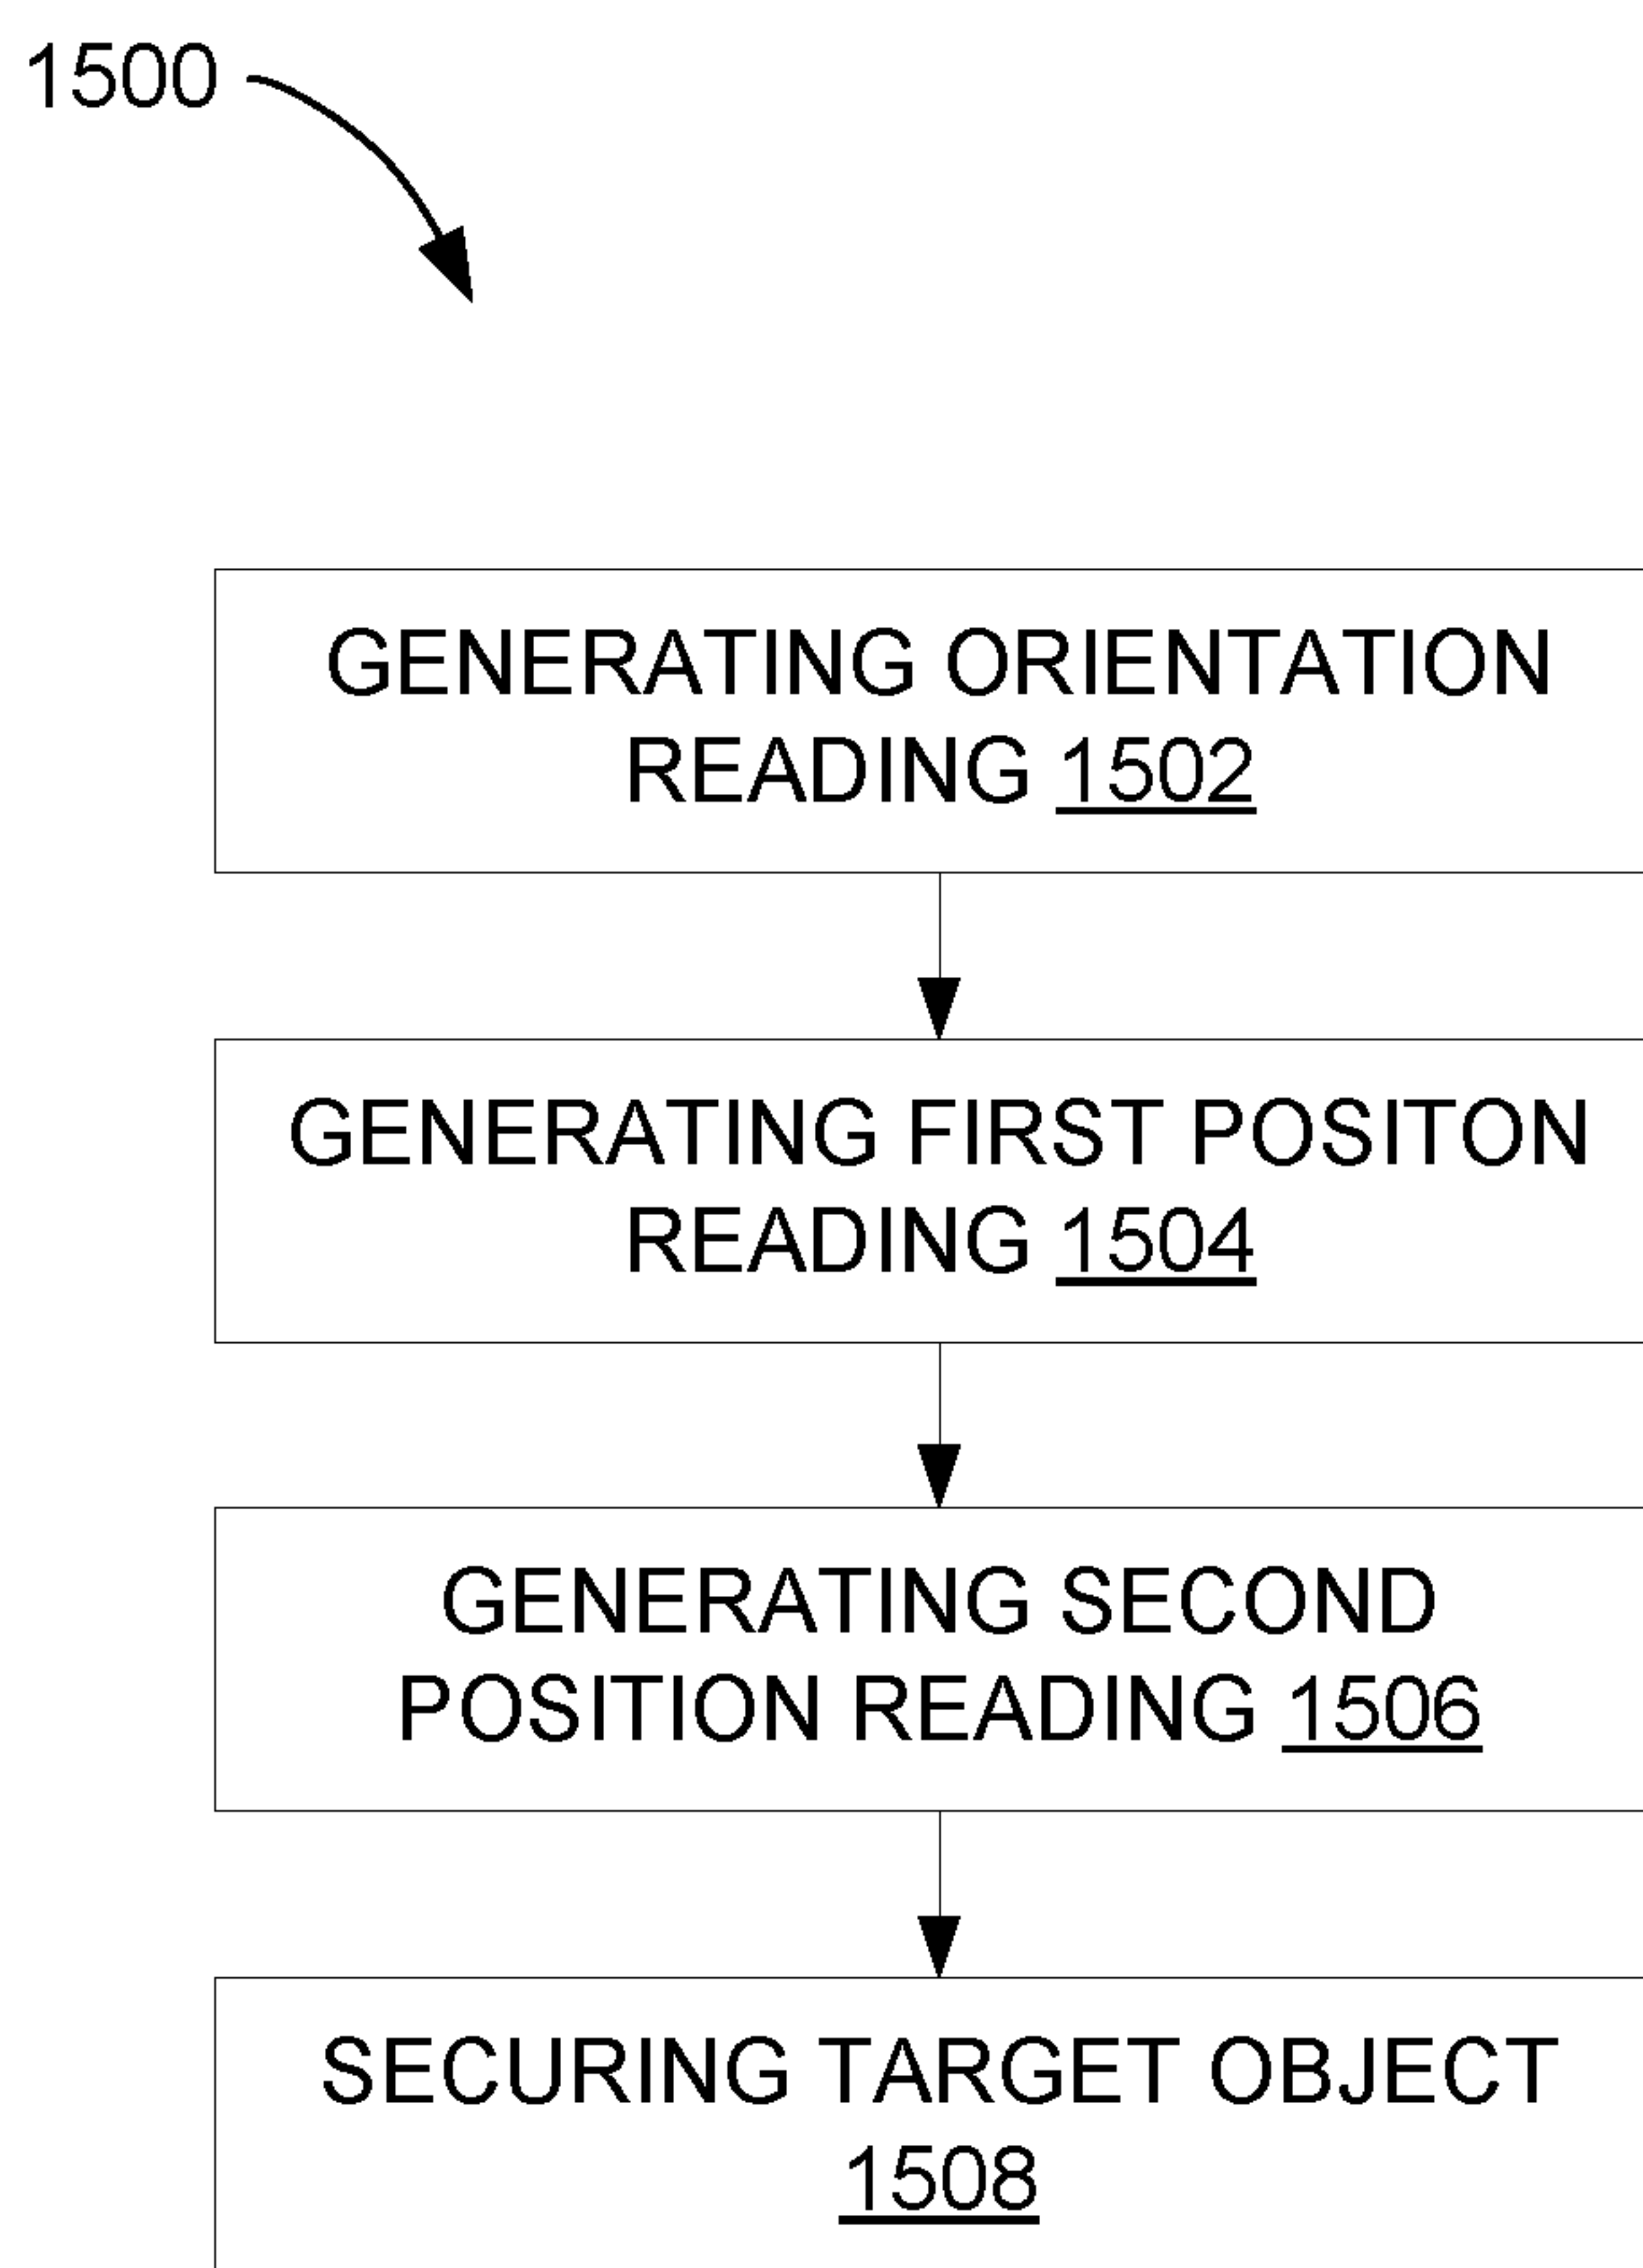 1500
GENERATING ORIENTATION
READING 1502
GENERATING FIRST POSITON
READING 1504
GENERATING SECOND
POSITION READING 1506
SECURING TARGET OBJECT
1508